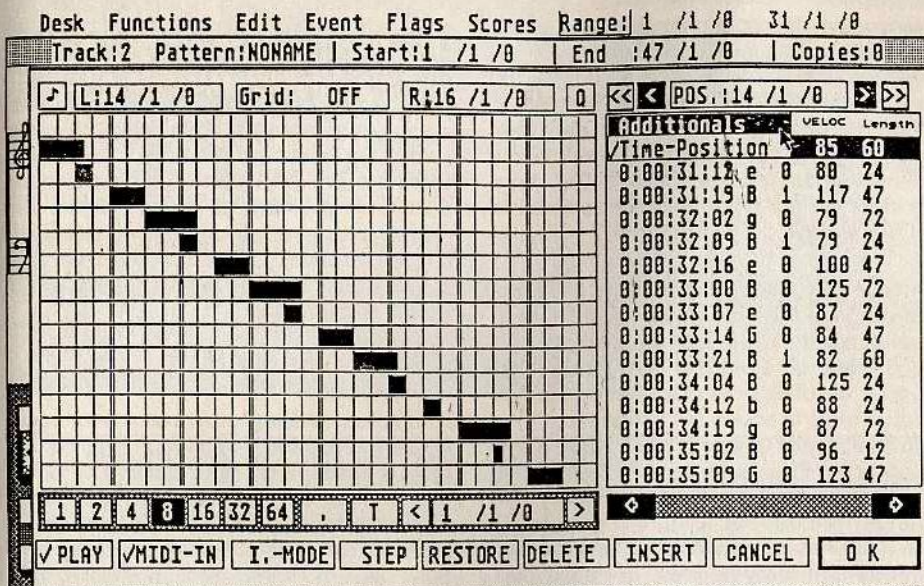 Desk Functions Edit Event Flags Scores Range: 1 /1 /0 31 /1 /0
Track:2 Pattern:NONAME | Start:1 /1 /0 | End :47 /1 /0 | Copies:0
L:14 /1 /0 Grid: OFF R:16 /1 /0 Q << < POS.:14 /1 /0 > >>
Additionals VELOC Length
√Time-Position 85 60
0:00:31:12 e 0 80 24
0:00:31:19 B 1 117 47
0:00:32:02 g 0 79 72
0:00:32:09 B 1 79 24
0:00:32:16 e 0 100 47
0:00:33:00 B 0 125 72
0:00:33:07 e 0 87 24
0:00:33:14 G 0 84 47
0:00:33:21 B 1 82 60
0:00:34:04 B 0 125 24
0:00:34:12 b 0 88 24
0:00:34:19 g 0 87 72
0:00:35:02 B 0 96 12
0:00:35:09 G 0 123 47
1 2 4 8 16 32 64 . T < 1 /1 /0 >
√PLAY √MIDI-IN I.-MODE STEP RESTORE DELETE INSERT CANCEL OK